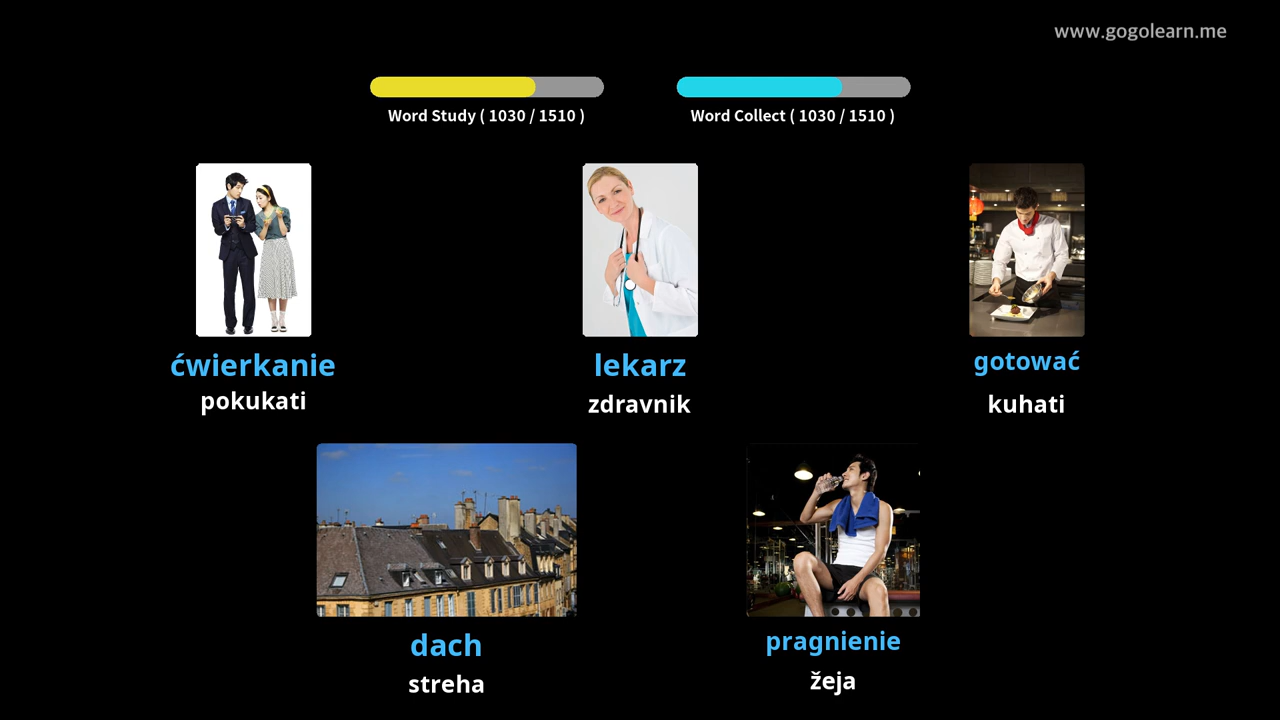 www.gogolearn.me
Word Study ( 1030 / 1510 )
Word Collect ( 1030 / 1510 )
ćwierkanie
pokukati
lekarz
zdravnik
gotować
kuhati
dach
streha
pragnienie
žeja